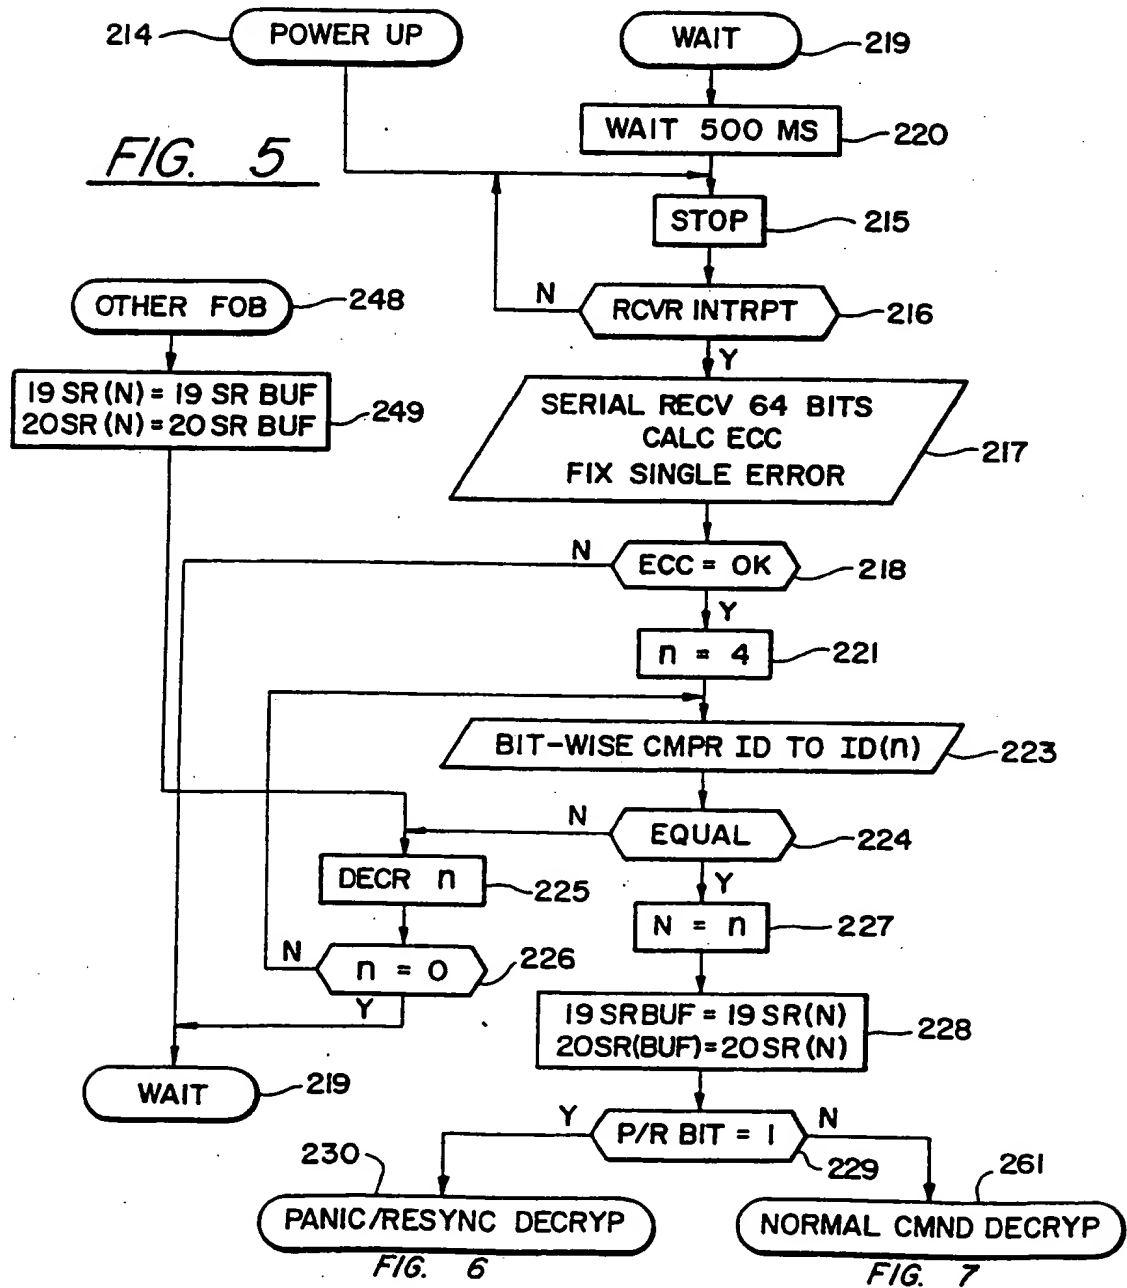 214
POWER UP
WAIT
219
FIG. 5
WAIT 500 MS
220
STOP
215
OTHER FOB
248
N
RCVR INTRPT
216
Y
19 SR (N) = 19 SR BUF
20 SR (N) = 20 SR BUF
249
SERIAL RECV 64 BITS
CALC ECC
FIX SINGLE ERROR
217
N
ECC = OK
218
Y
n = 4
221
BIT-WISE CMPR ID TO ID(n)
223
N
EQUAL
224
Y
DECR n
225
N = n
227
N
n = 0
226
Y
19 SRBUF = 19 SR (N)
20SR(BUF)=20SR (N)
228
WAIT
219
Y
P/R BIT = 1
N
229
230
261
PANIC/RESYNC DECRYP
NORMAL CMND DECRYP
FIG. 6
FIG. 7